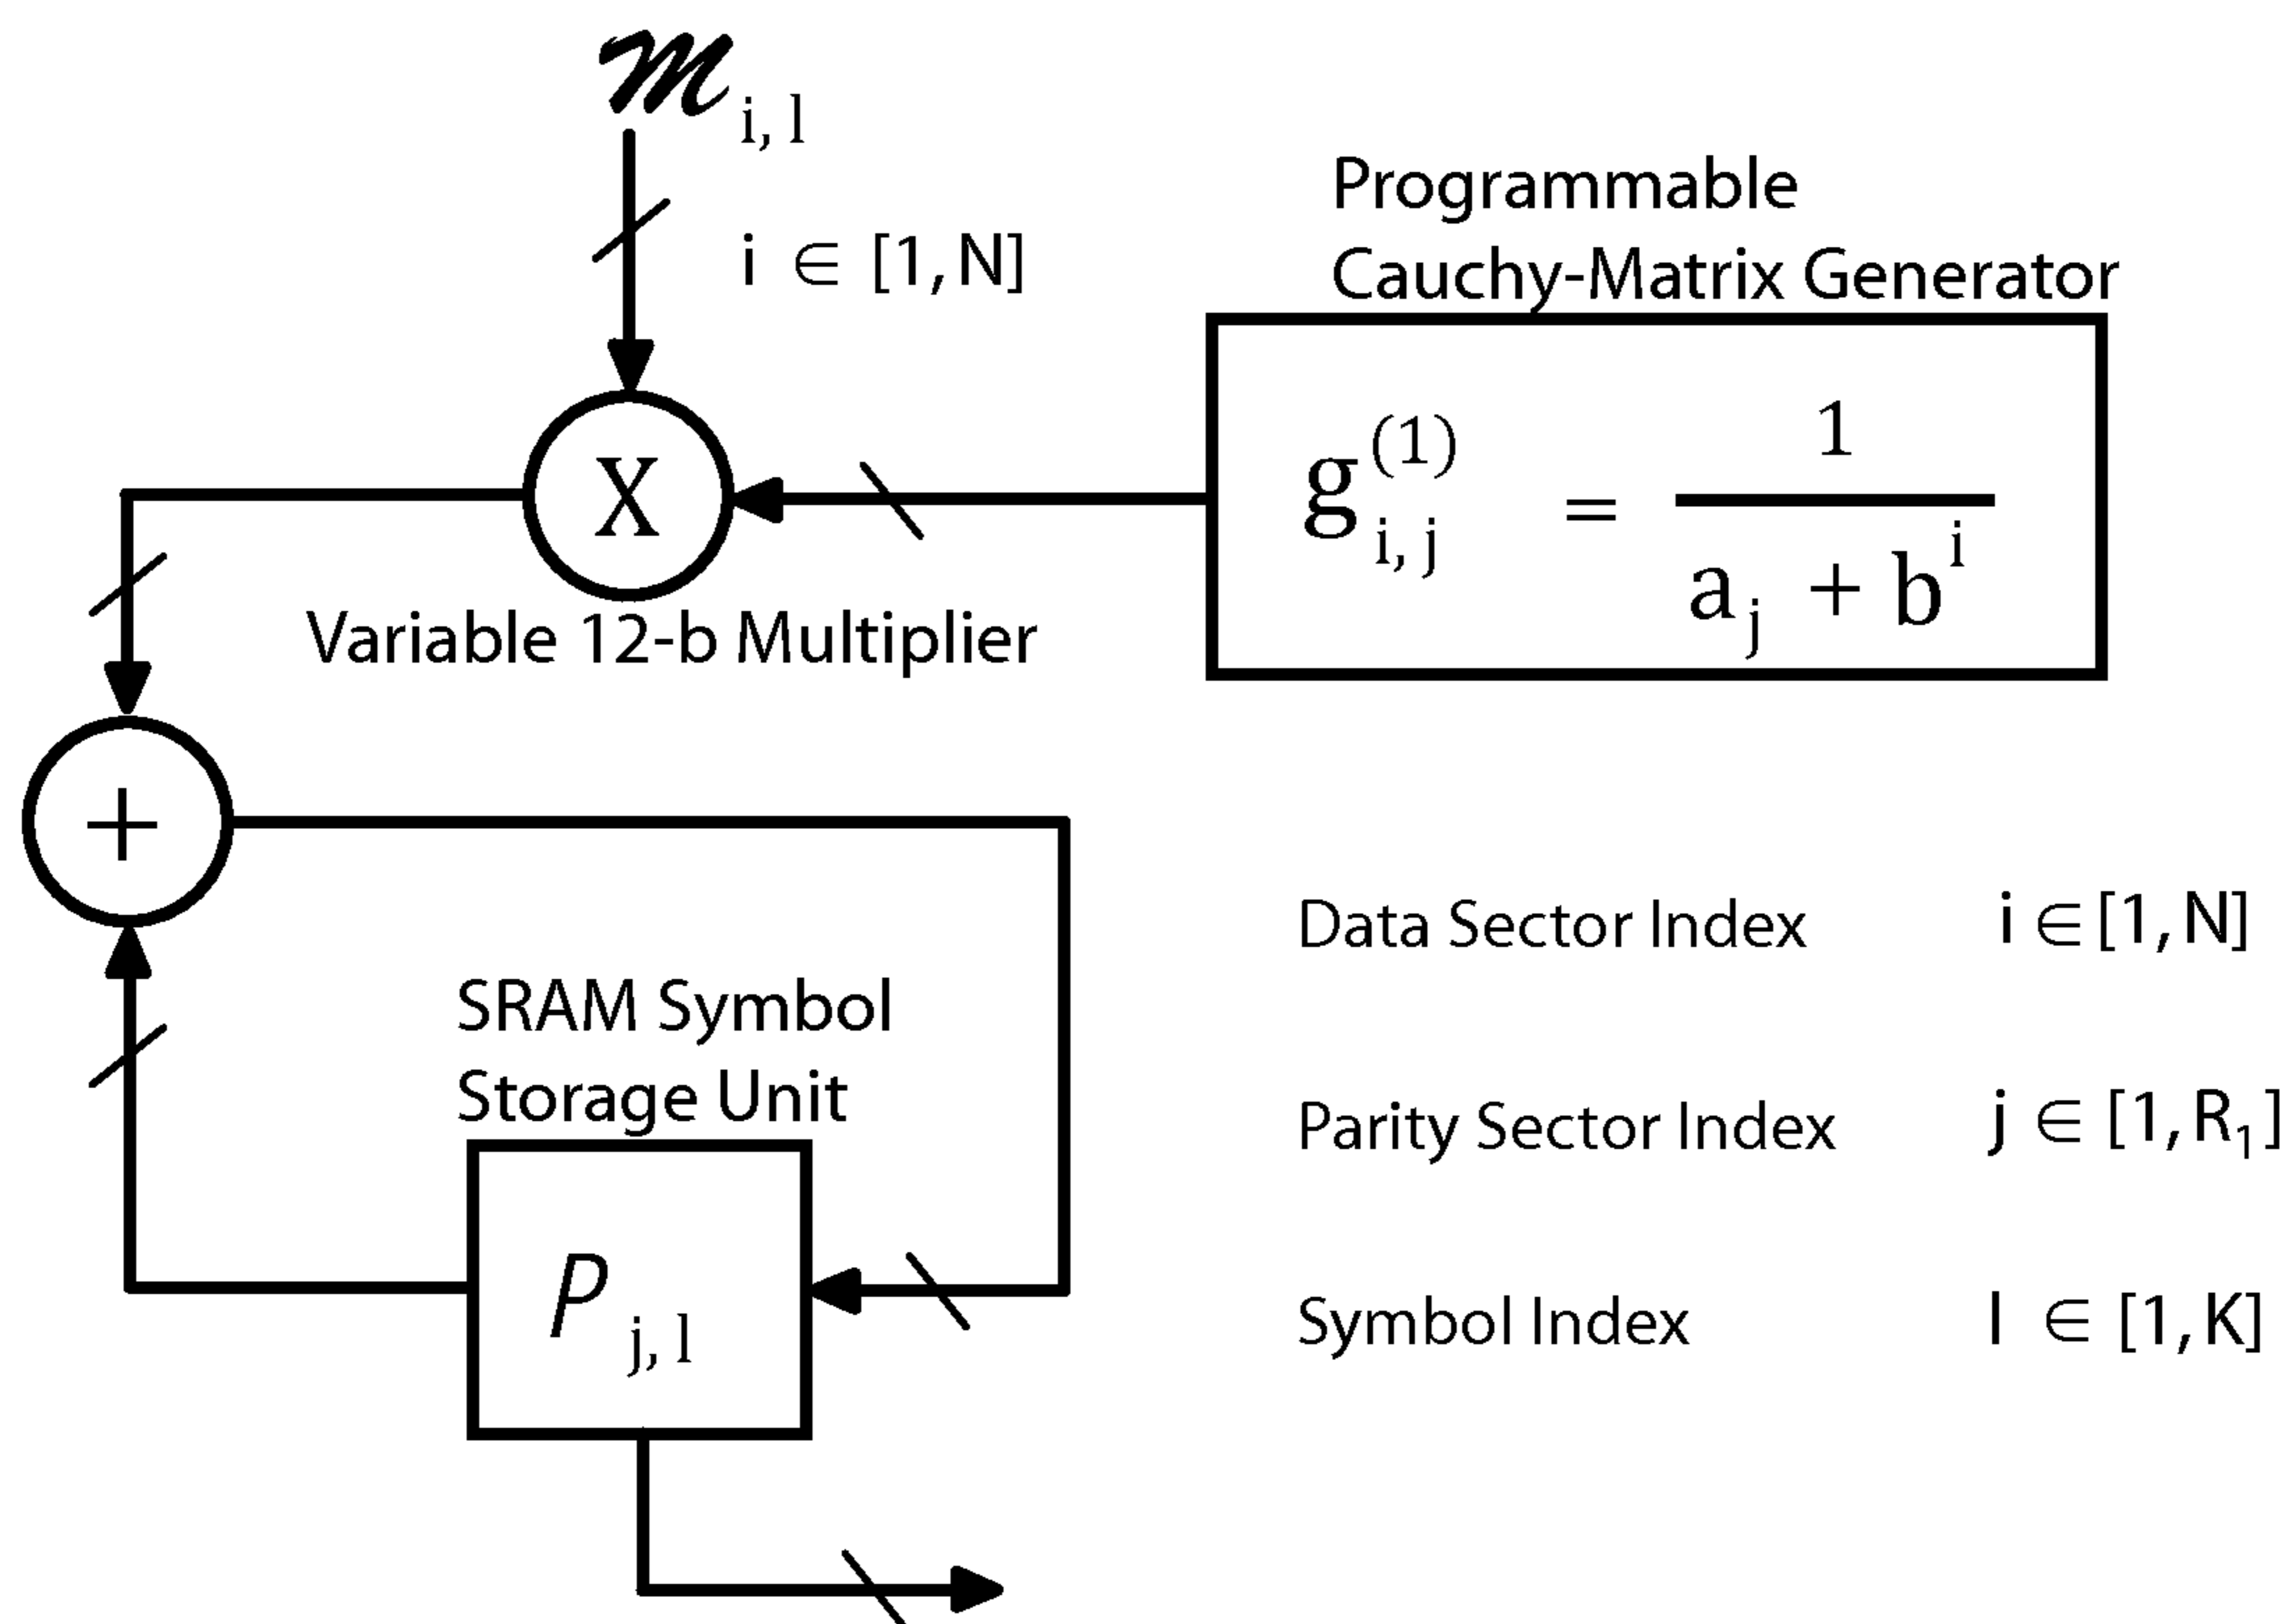 m i, l
i ∈ [1, N]
Programmable
Cauchy-Matrix Generator
X
g (1) i, j = 1 / a j + b i
Variable 12-b Multiplier
+
SRAM Symbol
Storage Unit
P j, l
Data Sector Index i ∈ [1, N]
Parity Sector Index j ∈ [1, R1]
Symbol Index l ∈ [1, K]